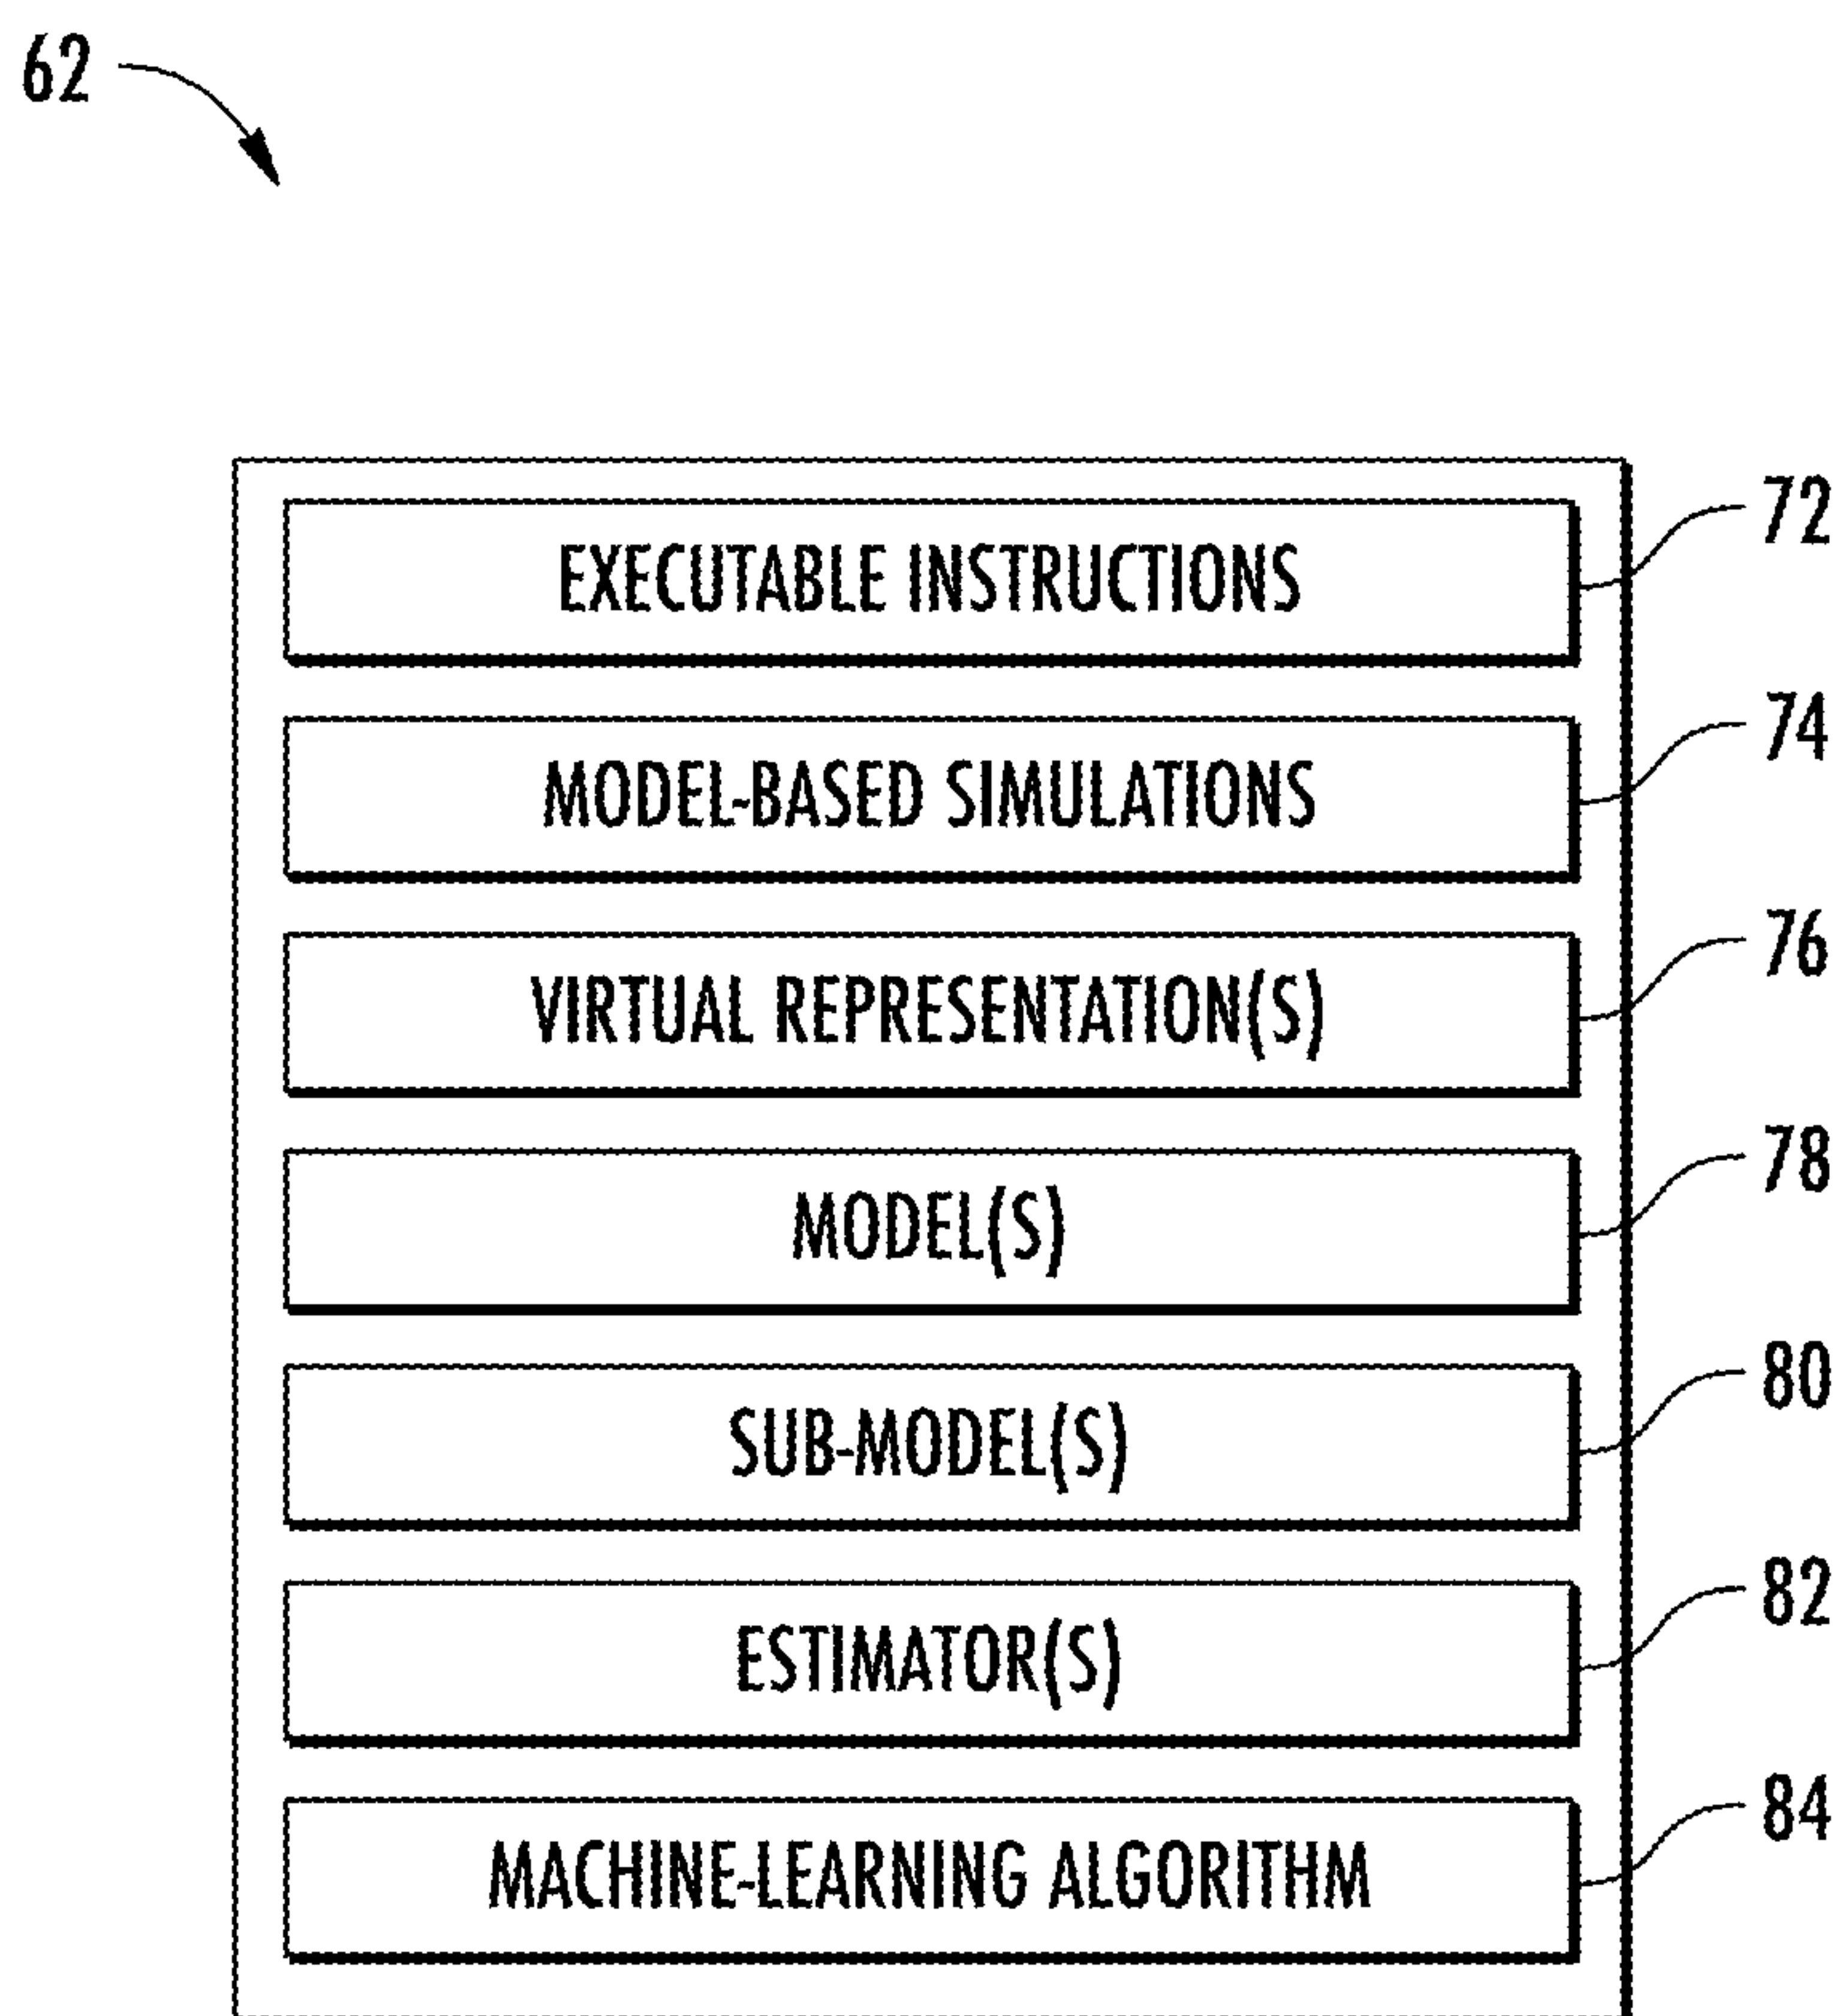 62
EXECUTABLE INSTRUCTIONS 72
MODEL-BASED SIMULATIONS 74
VIRTUAL REPRESENTATION(S) 76
MODEL(S) 78
SUB-MODEL(S) 80
ESTIMATOR(S) 82
MACHINE-LEARNING ALGORITHM 84